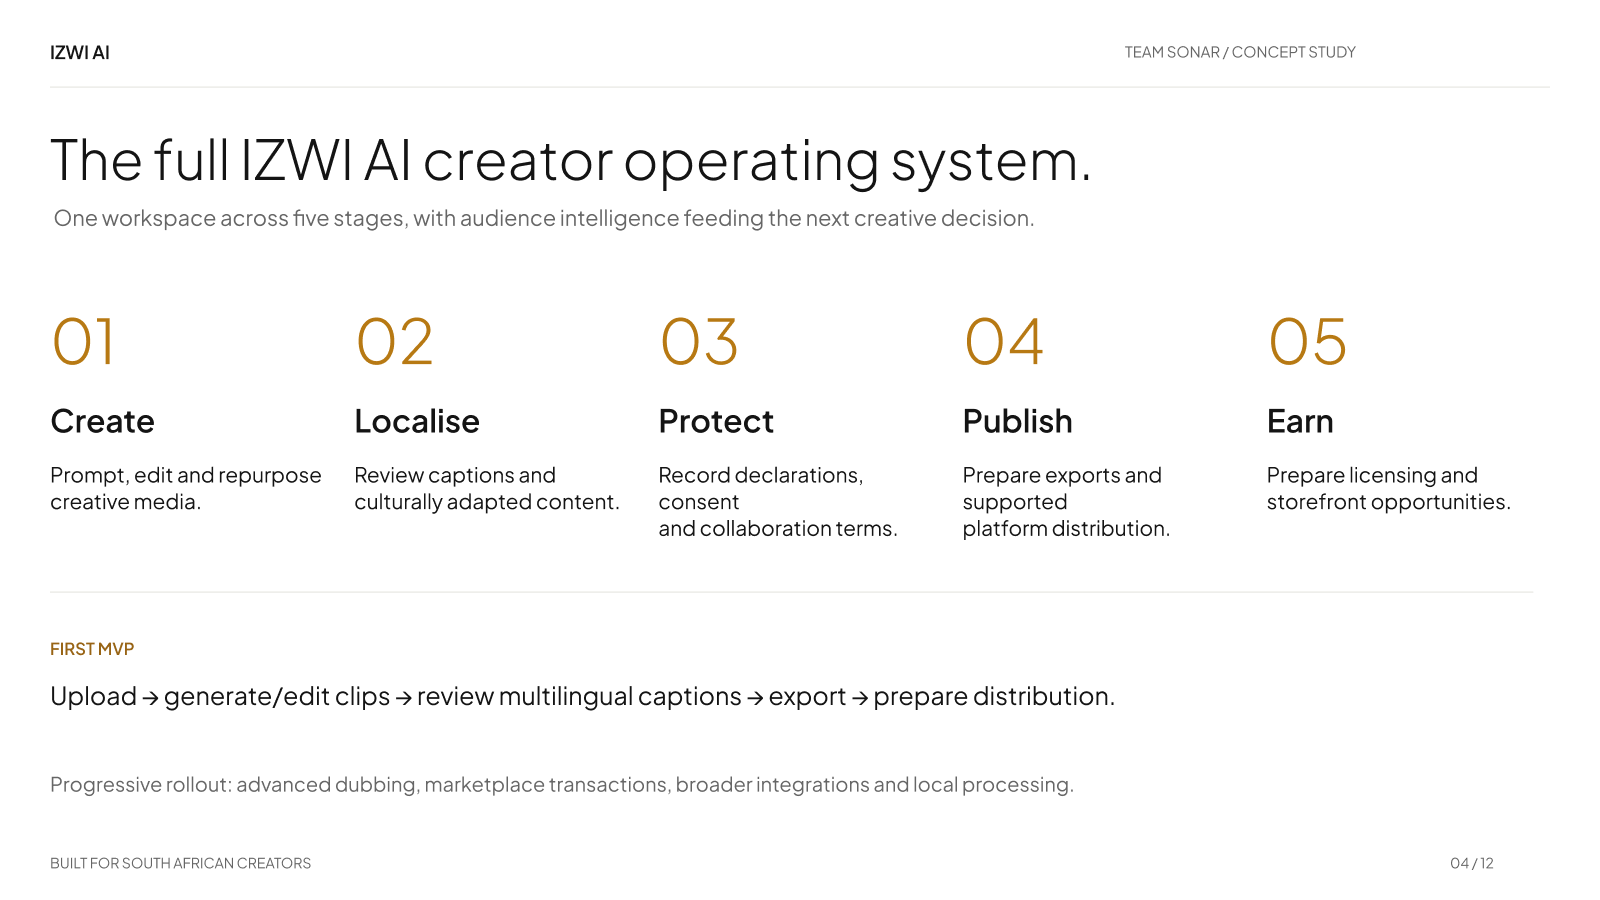 IZWI AI
TEAM SONAR / CONCEPT STUDY
The full IZWI AI creator operating system.
One workspace across five stages, with audience intelligence feeding the next creative decision.
01
Create
Prompt, edit and repurpose
creative media.
02
Localise
Review captions and
culturally adapted content.
03
Protect
Record declarations,
consent
and collaboration terms.
04
Publish
Prepare exports and
supported
platform distribution.
05
Earn
Prepare licensing and
storefront opportunities.
FIRST MVP
Upload → generate/edit clips → review multilingual captions → export → prepare distribution.
Progressive rollout: advanced dubbing, marketplace transactions, broader integrations and local processing.
BUILT FOR SOUTH AFRICAN CREATORS
04 / 12